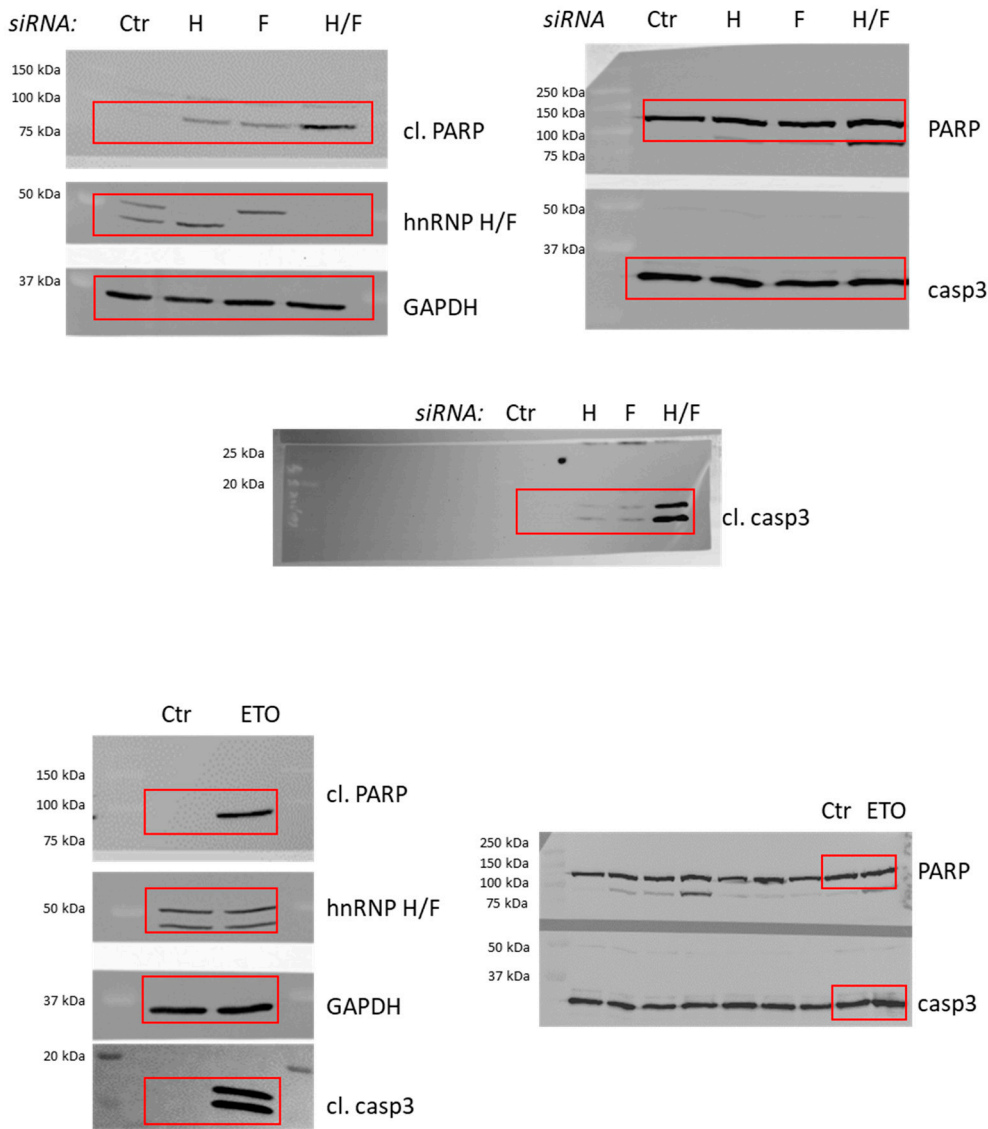 siRNA: Ctr H F H/F
150 kDa
100 kDa
75 kDa
cl. PARP
50 kDa
hnRNP H/F
37 kDa
GAPDH
siRNA Ctr H F H/F
250 kDa
150 kDa
100 kDa
75 kDa
PARP
50 kDa
37 kDa
casp3
siRNA: Ctr H F H/F
25 kDa
20 kDa
cl. casp3
Ctr ETO
150 kDa
100 kDa
75 kDa
cl. PARP
50 kDa
hnRNP H/F
37 kDa
GAPDH
20 kDa
cl. casp3
Ctr ETO
250 kDa
150 kDa
100 kDa
75 kDa
PARP
50 kDa
37 kDa
casp3